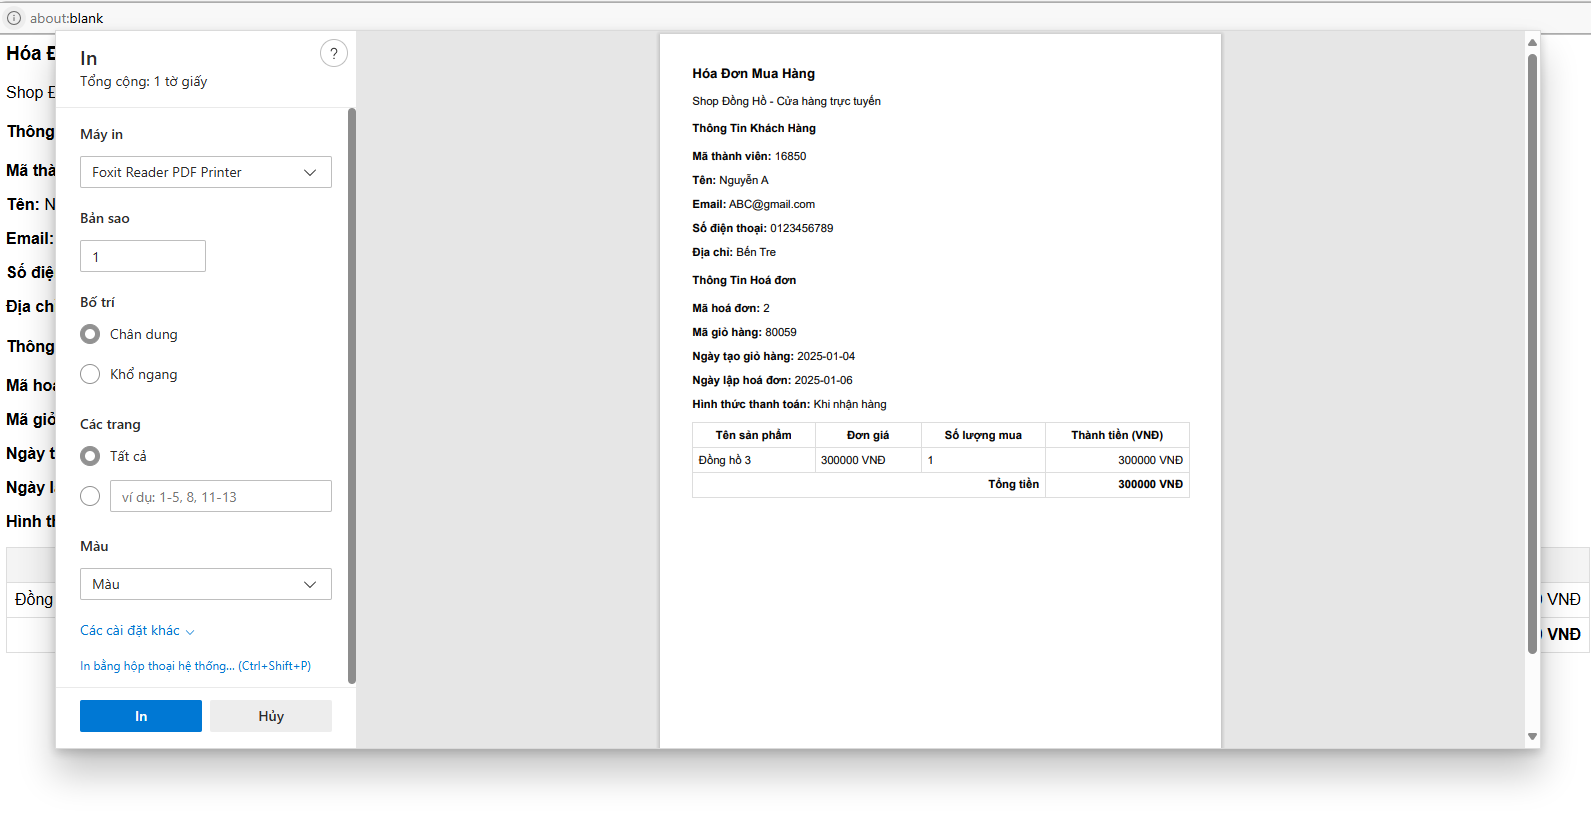 about:blank
Hóa Đ
Shop Đ
Thông
Mã thà
Tên: N
Email:
Số điệ
Địa ch
Thông
Mã hoá
Mã giỏ
Ngày t
Ngày l
Hình th
Đồng
VNĐ
VNĐ
In
?
Tổng cộng: 1 tờ giấy
Máy in
Foxit Reader PDF Printer
Bản sao
1
Bố trí
Chân dung
Khổ ngang
Các trang
Tất cả
ví dụ: 1-5, 8, 11-13
Màu
Màu
Các cài đặt khác
In bằng hộp thoại hệ thống... (Ctrl+Shift+P)
In Hủy
Hóa Đơn Mua Hàng
Shop Đồng Hồ - Cửa hàng trực tuyến
Thông Tin Khách Hàng
Mã thành viên: 16850
Tên: Nguyễn A
Email: ABC@gmail.com
Số điện thoại: 0123456789
Địa chỉ: Bến Tre
Thông Tin Hoá đơn
Mã hoá đơn: 2
Mã giỏ hàng: 80059
Ngày tạo giỏ hàng: 2025-01-04
Ngày lập hoá đơn: 2025-01-06
Hình thức thanh toán: Khi nhận hàng
Tên sản phẩm Đơn giá Số lượng mua Thành tiền (VNĐ)
Đồng hồ 3 300000 VNĐ 1 300000 VNĐ
Tổng tiền 300000 VNĐ